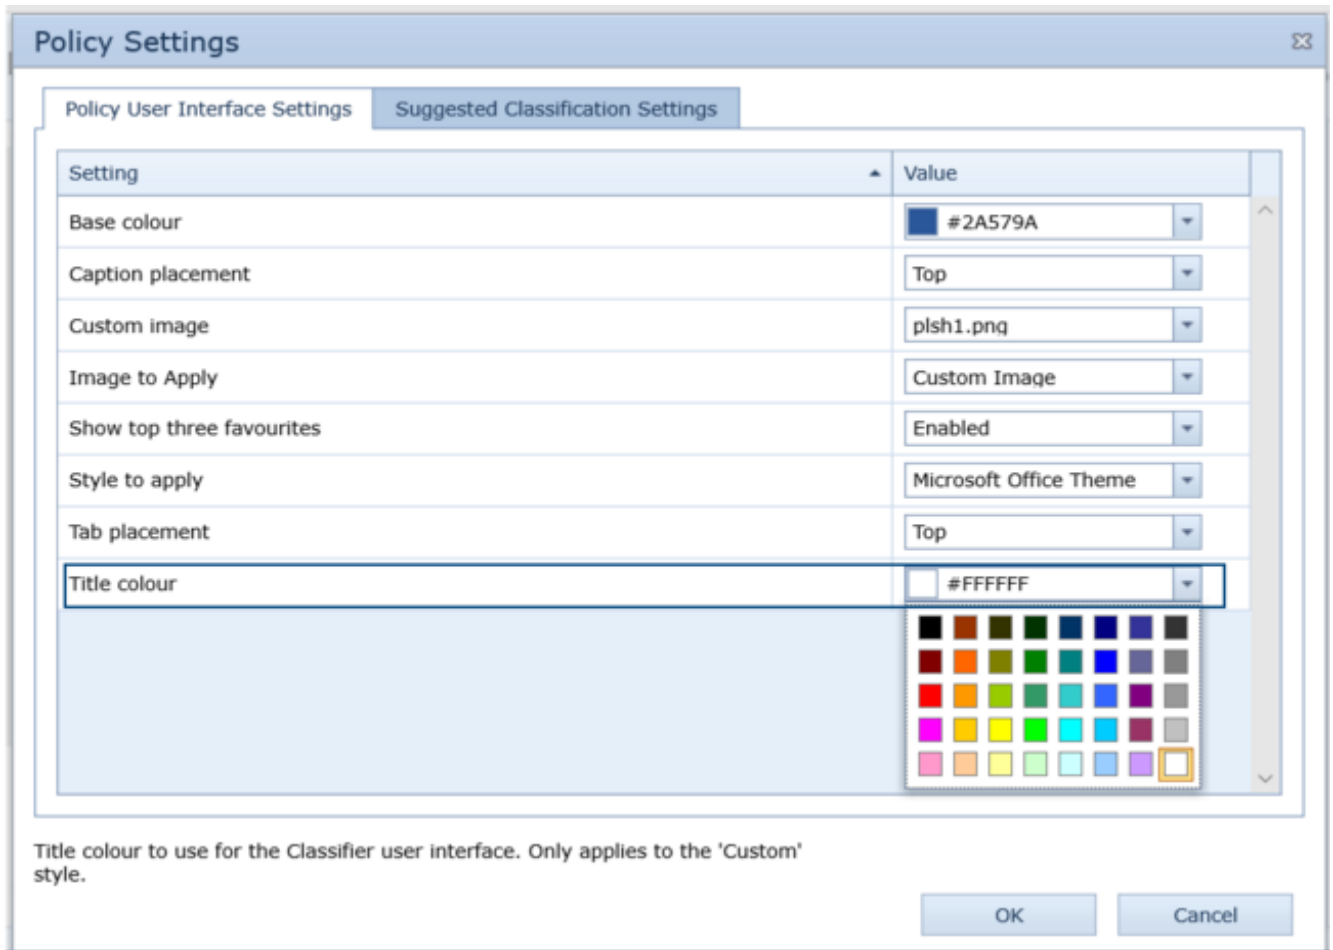 Policy Settings
Policy User Interface Settings Suggested Classification Settings
Setting Value
Base colour #2A579A
Caption placement Top
Custom image plsh1.png
Image to Apply Custom Image
Show top three favourites Enabled
Style to apply Microsoft Office Theme
Tab placement Top
Title colour #FFFFFF
Title colour to use for the Classifier user interface. Only applies to the 'Custom'
style.
OK Cancel